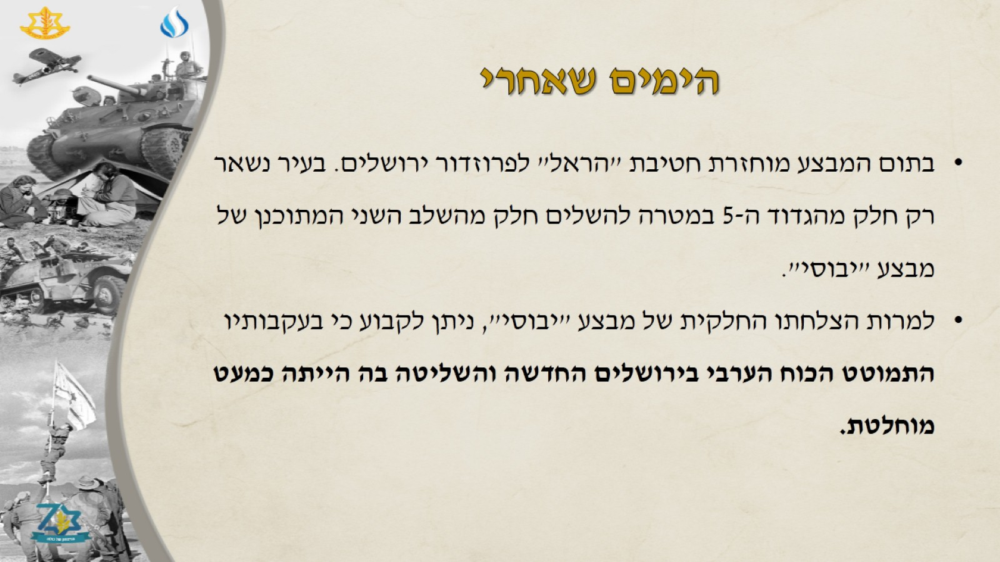 הימים שאחרי
• בתום המבצע מוחזרת חטיבת "הראל" לפרוזדור ירושלים. בעיר נשאר
רק חלק מהגדוד ה-5 במטרה להשלים חלק מהשלב השני המתוכנן של
מבצע "יבוסי".
• למרות הצלחתו החלקית של מבצע "יבוסי", ניתן לקבוע כי בעקבותיו
התמוטט הכוח הערבי בירושלים החדשה והשליטה בה הייתה כמעט
מוחלטת.
70